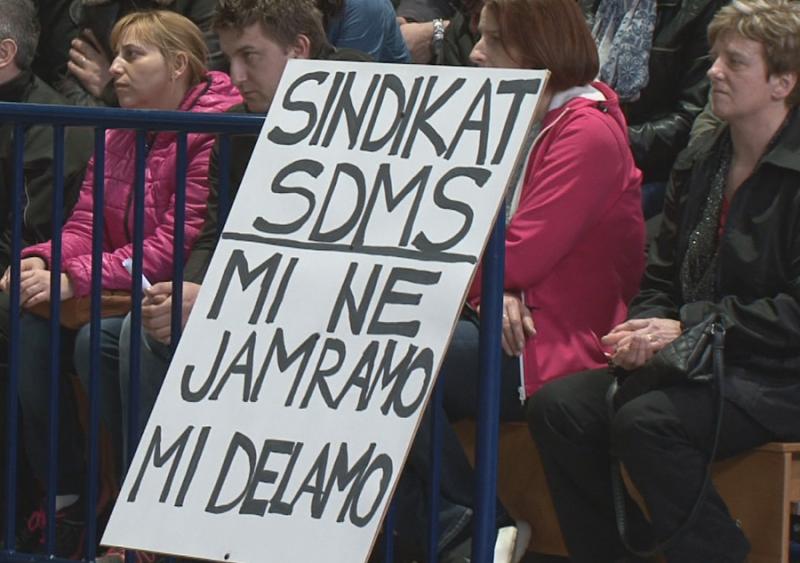 SINDIKAT
SDMS
MI NE
JAMRAMO
MI DELAMO